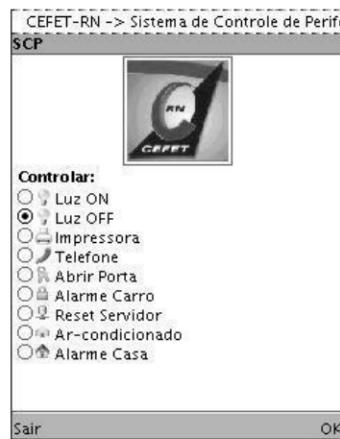 CEFET-RN -> Sistema de Controle de Perife
SCP
RN
CEFET
Controlar:
Luz ON
Luz OFF
Impressora
Telefone
Abrir Porta
Alarme Carro
Reset Servidor
Ar-condicionado
Alarme Casa
Sair OK